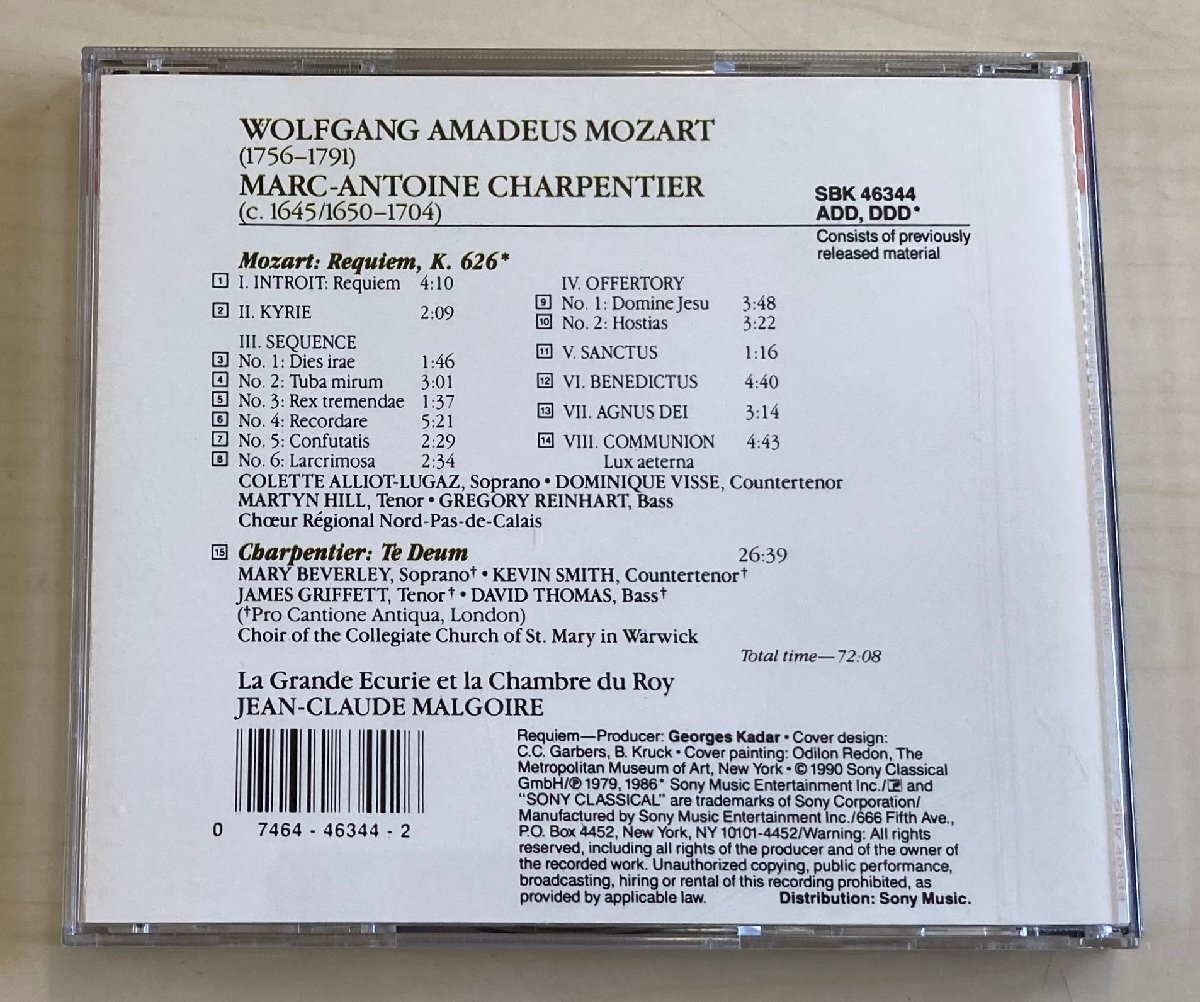 WOLFGANG AMADEUS MOZART
(1756–1791)
MARC-ANTOINE CHARPENTIER
(c. 1645/1650–1704)
SBK 46344
ADD, DDD*
Consists of previously
released material
Mozart: Requiem, K. 626*
1 I. INTROIT: Requiem 4:10
2 II. KYRIE 2:09
III. SEQUENCE
3 No. 1: Dies irae 1:46
4 No. 2: Tuba mirum 3:01
5 No. 3: Rex tremendae 1:37
6 No. 4: Recordare 5:21
7 No. 5: Confutatis 2:29
8 No. 6: Larcrimosa 2:34
IV. OFFERTORY
9 No. 1: Domine Jesu 3:48
10 No. 2: Hostias 3:22
11 V. SANCTUS 1:16
12 VI. BENEDICTUS 4:40
13 VII. AGNUS DEI 3:14
14 VIII. COMMUNION 4:43
Lux aeterna
COLETTE ALLIOT-LUGAZ, Soprano • DOMINIQUE VISSE, Countertenor
MARTYN HILL, Tenor • GREGORY REINHART, Bass
Chœur Régional Nord-Pas-de-Calais
15 Charpentier: Te Deum 26:39
MARY BEVERLEY, Soprano† • KEVIN SMITH, Countertenor†
JAMES GRIFFETT, Tenor† • DAVID THOMAS, Bass†
(†Pro Cantione Antiqua, London)
Choir of the Collegiate Church of St. Mary in Warwick
Total time—72:08
La Grande Ecurie et la Chambre du Roy
JEAN-CLAUDE MALGOIRE
0 7464 - 46344 - 2
Requiem—Producer: Georges Kadar • Cover design:
C.C. Garbers, B. Kruck • Cover painting: Odilon Redon, The
Metropolitan Museum of Art, New York • © 1990 Sony Classical
GmbH/℗ 1979, 1986* Sony Music Entertainment Inc./ and
"SONY CLASSICAL" are trademarks of Sony Corporation/
Manufactured by Sony Music Entertainment Inc./666 Fifth Ave.,
P.O. Box 4452, New York, NY 10101-4452/Warning: All rights
reserved, including all rights of the producer and of the owner of
the recorded work. Unauthorized copying, public performance,
broadcasting, hiring or rental of this recording prohibited, as
provided by applicable law. Distribution: Sony Music.